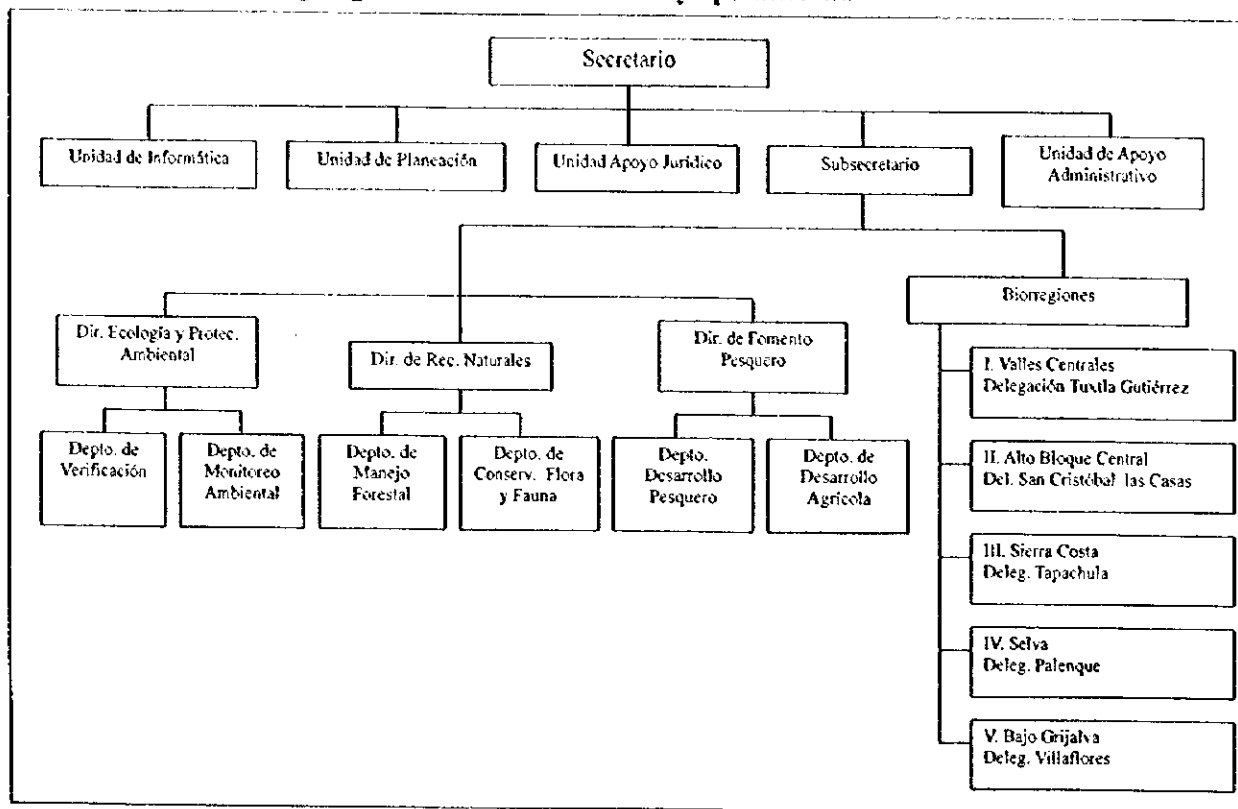 Secretario
Unidad de Informática
Unidad de Planeación
Unidad Apoyo Jurídico
Subsecretario
Unidad de Apoyo
Administrativo
Biorregiones
Dir. Ecología y Protec.
Ambiental
Dir. de Rec. Naturales
Dir. de Fomento
Pesquero
Depto. de
Verificación
Depto. de
Monitoreo
Ambiental
Depto. de
Manejo
Forestal
Depto. de
Conserv. Flora
y Fauna
Depto.
Desarrollo
Pesquero
Depto. de
Desarrollo
Agrícola
I. Valles Centrales
Delegación Tuxtla Gutiérrez
II. Alto Bloque Central
Del. San Cristóbal las Casas
III. Sierra Costa
Deleg. Tapachula
IV. Selva
Deleg. Palenque
V. Bajo Grijalva
Deleg. Villaflores